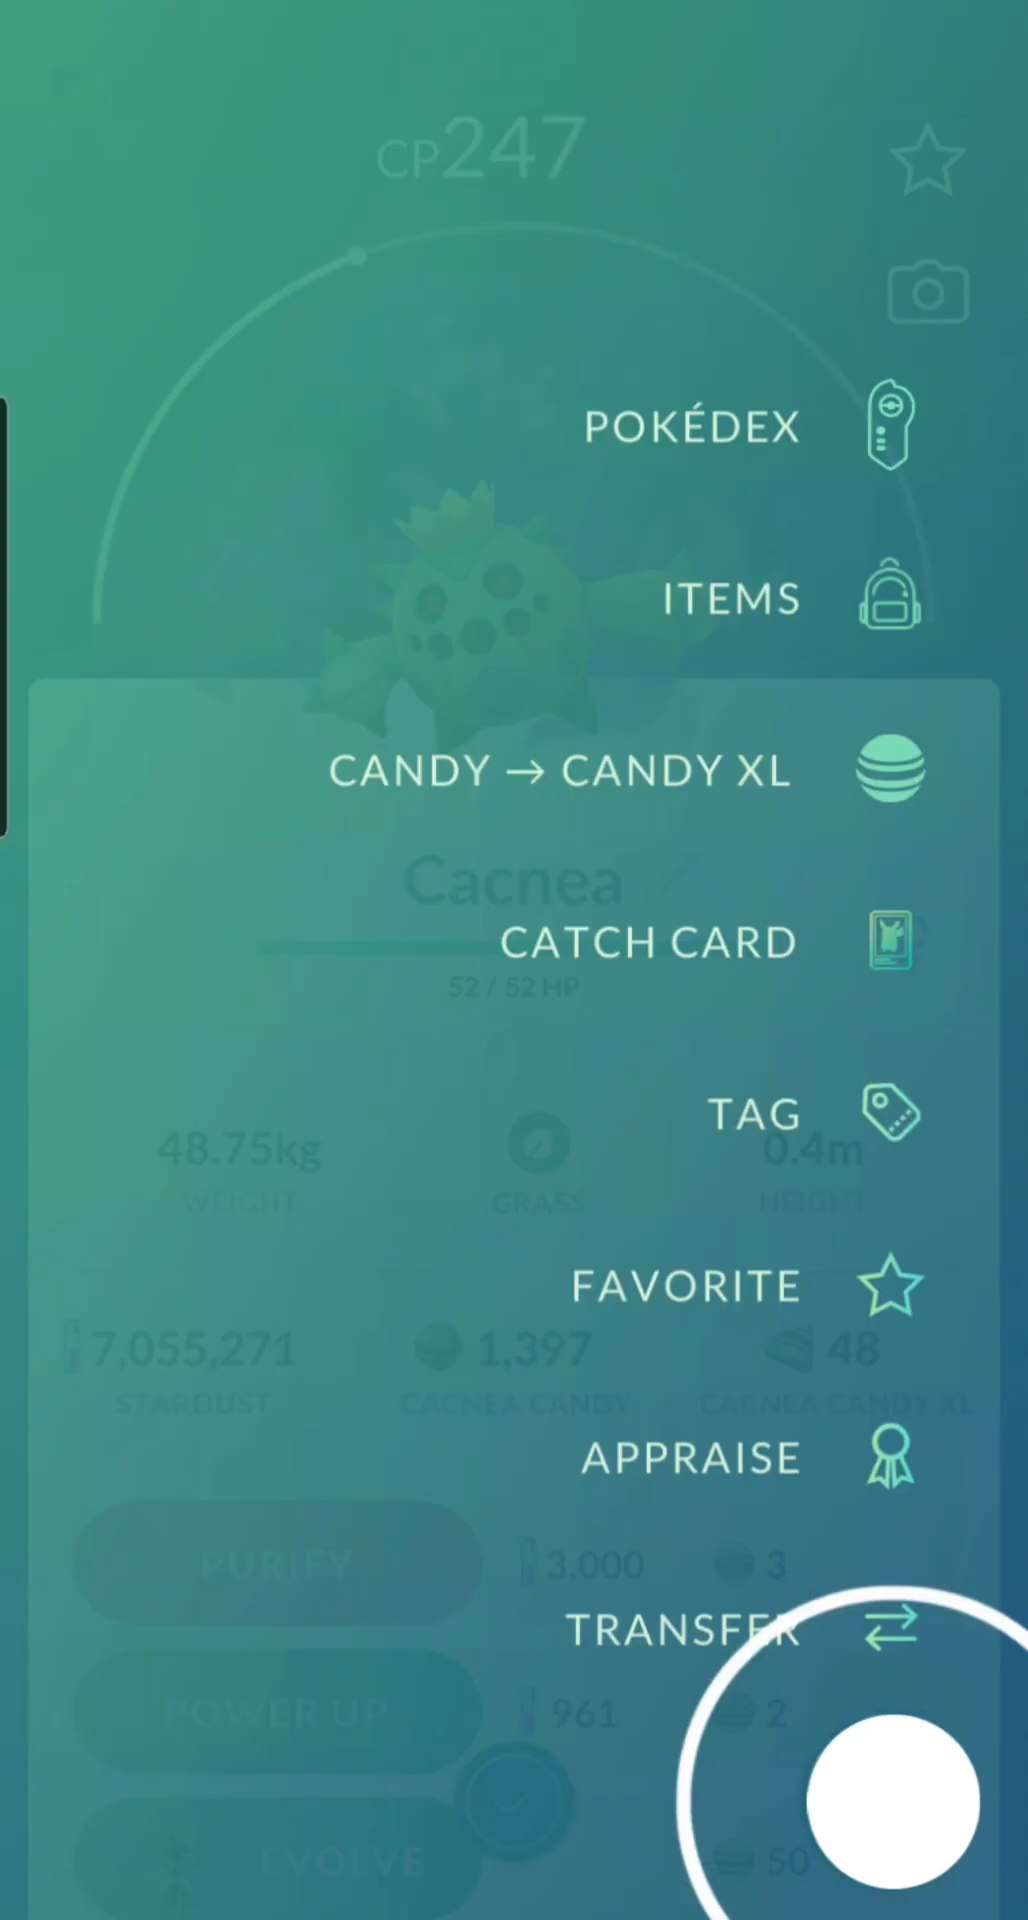 CP247
POKÉDEX
ITEMS
CANDY → CANDY XL
Cacnea
CATCH CARD
52 / 52 HP
TAG
48.75kg
0.4m
WEIGHT
GRASS
HEIGHT
FAVORITE
7,055,271
1,397
48
STARDUST
CACNEA CANDY
CACNEA CANDY XL
APPRAISE
PURIFY
3,000
3
TRANSFER
POWER UP
961
2
EVOLVE
50